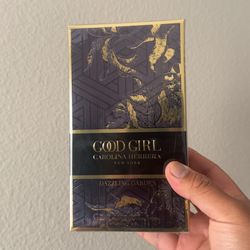 GOOD GIRL
CAROLINA HERRERA
NEW YORK
DAZZLING GARDEN